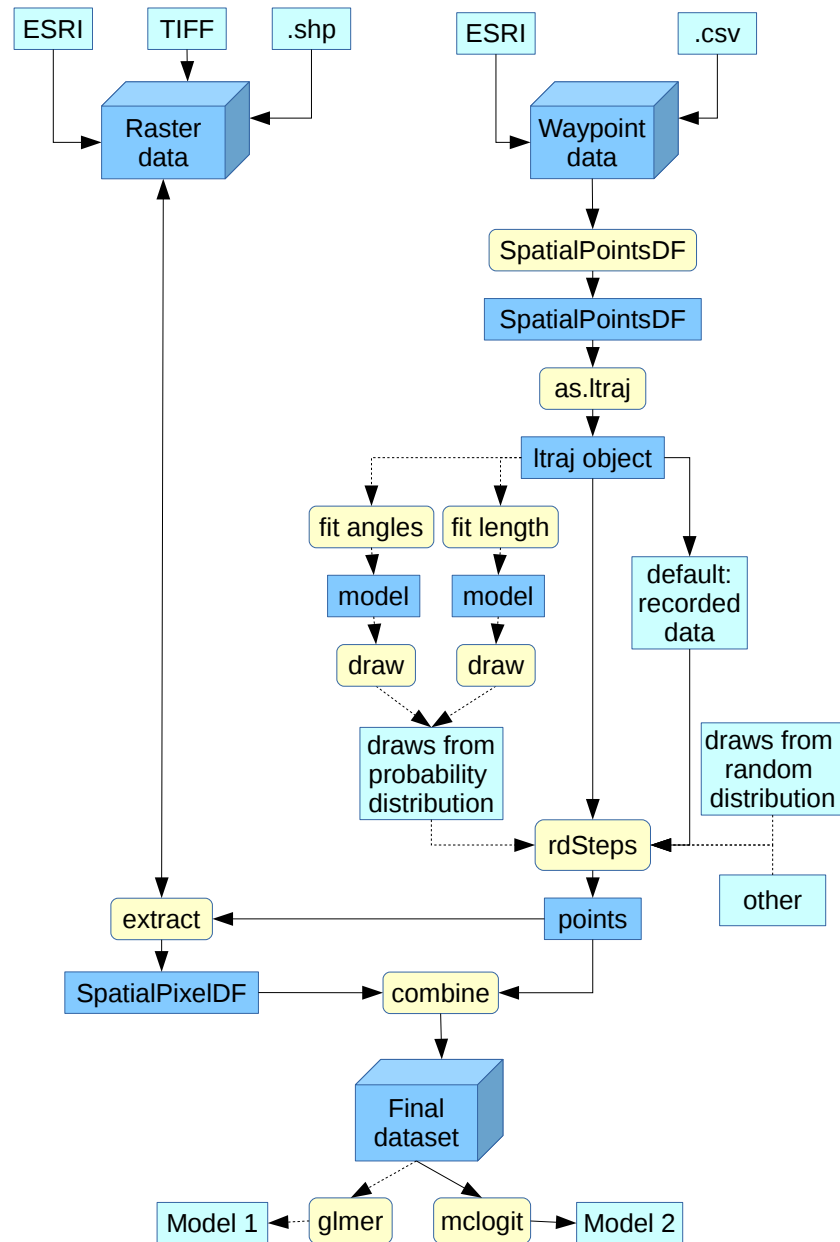 ESRI
TIFF
.shp
ESRI
.csv
Raster
data
Waypoint
data
SpatialPointsDF
SpatialPointsDF
as.ltraj
ltraj object
fit angles
fit length
default:
recorded
data
model
model
draw
draw
draws from
probability
distribution
draws from
random
distribution
rdSteps
other
extract
points
SpatialPixelDF
combine
Final
dataset
Model 1
glmer
mclogit
Model 2